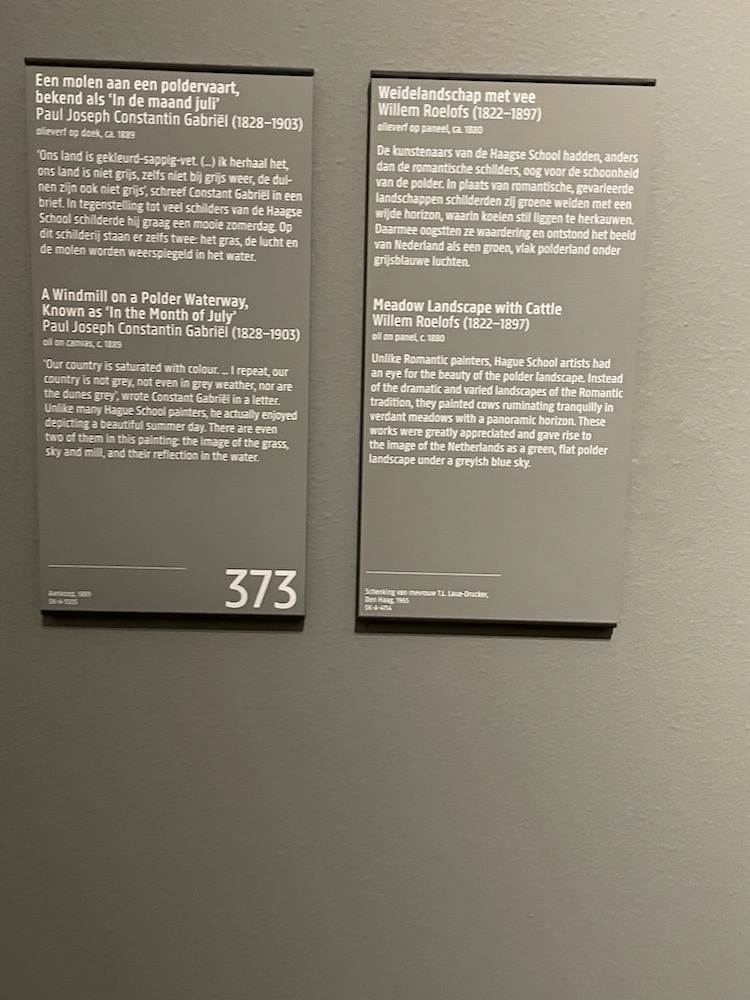 Een molen aan een poldervaart,
bekend als ‘In de maand juli’
Paul Joseph Constantin Gabriël (1828–1903)
olieverf op doek, ca. 1889
‘Ons land is gekleurd-sappig-vet. (...) ik herhaal het,
ons land is niet grijs, zelfs niet bij grijs weer, de dui-
nen zijn ook niet grijs’, schreef Constant Gabriël in een
brief. In tegenstelling tot veel schilders van de Haagse
School schilderde hij graag een mooie zomerdag. Op
dit schilderij staan er zelfs twee: het gras, de lucht en
de molen worden weerspiegeld in het water.
A Windmill on a Polder Waterway,
Known as ‘In the Month of July’
Paul Joseph Constantin Gabriël (1828–1903)
oil on canvas, c. 1889
‘Our country is saturated with colour. ... I repeat, our
country is not grey, not even in grey weather, nor are
the dunes grey’, wrote Constant Gabriël in a letter.
Unlike many Hague School painters, he actually enjoyed
depicting a beautiful summer day. There are even
two of them in this painting: the image of the grass,
sky and mill, and their reflection in the water.
Aankoop, 1889
SK-A-1505
373
Weidelandschap met vee
Willem Roelofs (1822–1897)
olieverf op paneel, ca. 1880
De kunstenaars van de Haagse School hadden, anders
dan de romantische schilders, oog voor de schoonheid
van de polder. In plaats van romantische, gevarieerde
landschappen schilderden zij groene weiden met een
wijde horizon, waarin koeien stil liggen te herkauwen.
Daarmee oogstten ze waardering en ontstond het beeld
van Nederland als een groen, vlak polderland onder
grijsblauwe luchten.
Meadow Landscape with Cattle
Willem Roelofs (1822–1897)
oil on panel, c. 1880
Unlike Romantic painters, Hague School artists had
an eye for the beauty of the polder landscape. Instead
of the dramatic and varied landscapes of the Romantic
tradition, they painted cows ruminating tranquilly in
verdant meadows with a panoramic horizon. These
works were greatly appreciated and gave rise to
the image of the Netherlands as a green, flat polder
landscape under a greyish blue sky.
Schenking van mevrouw T.L. Laue-Drucker,
Den Haag, 1965
SK-A-4114